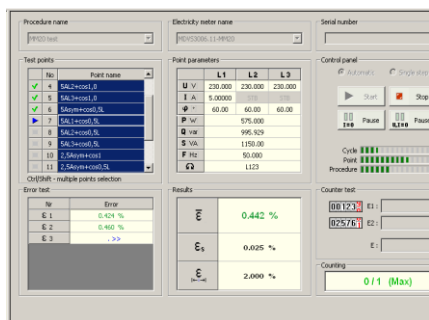 Procedure name
Electricity meter name
Serial number
MM20 test
Test points
No Point name
4 5AL2+cos1,0
5 5AL3+cos1,0
6 5Asym+cos0,5L
7 5AL1+cos0,5L
8 5AL2+cos0,5L
9 5AL3+cos0,5L
10 2,5Asym+cos1
11 2,5Asym+cos0,5L
Ctrl/Shift - multiple points selection
Point parameters
L1 L2 L3
U V 230.000 230.000 230.000
I A 5.00000
φ ° 60.00 60.00 60.00
P W 575.000
Q var 995.929
S VA 1150.00
F Hz 50.000
L123
Control panel
Automatic Single step
Start Stop
I=0 Pause U,I=0 Pause
Cycle
Point
Procedure
Error test
Nr Error
ε 1 0.424 %
ε 2 0.460 %
ε 3 . >>
Results
ε 0.442 %
εs 0.025 %
ε 2.000 %
Counter test
00123 E1 :
02576 E2 :
E :
Counting
0 / 1 (Max)